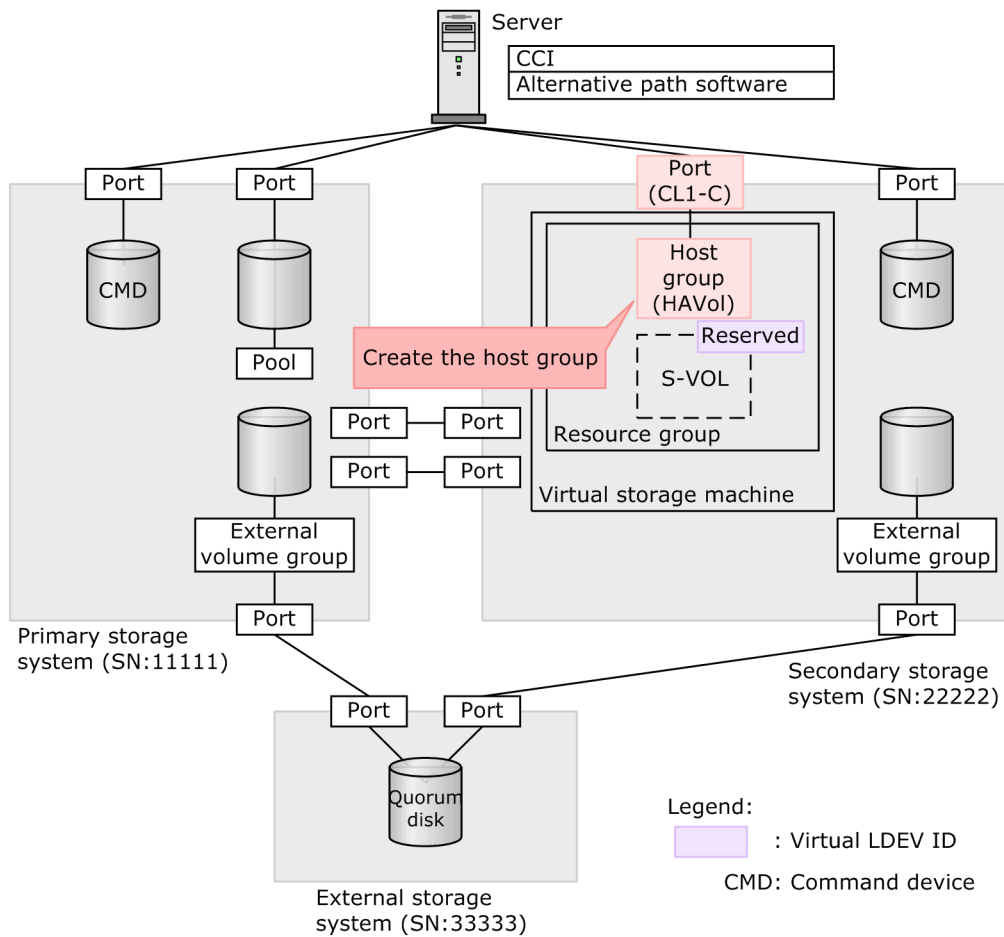 Server
CCI
Alternative path software
Port
Port
Port
(CL1-C)
Port
CMD
Host
group
(HAVol)
CMD
Reserved
Pool
Create the host group
S-VOL
Port
Port
Resource group
Port
Port
Virtual storage machine
External
volume group
External
volume group
Port
Port
Primary storage
system (SN:11111)
Secondary storage
system (SN:22222)
Port
Port
Quorum
disk
Legend:
: Virtual LDEV ID
CMD: Command device
External storage
system (SN:33333)